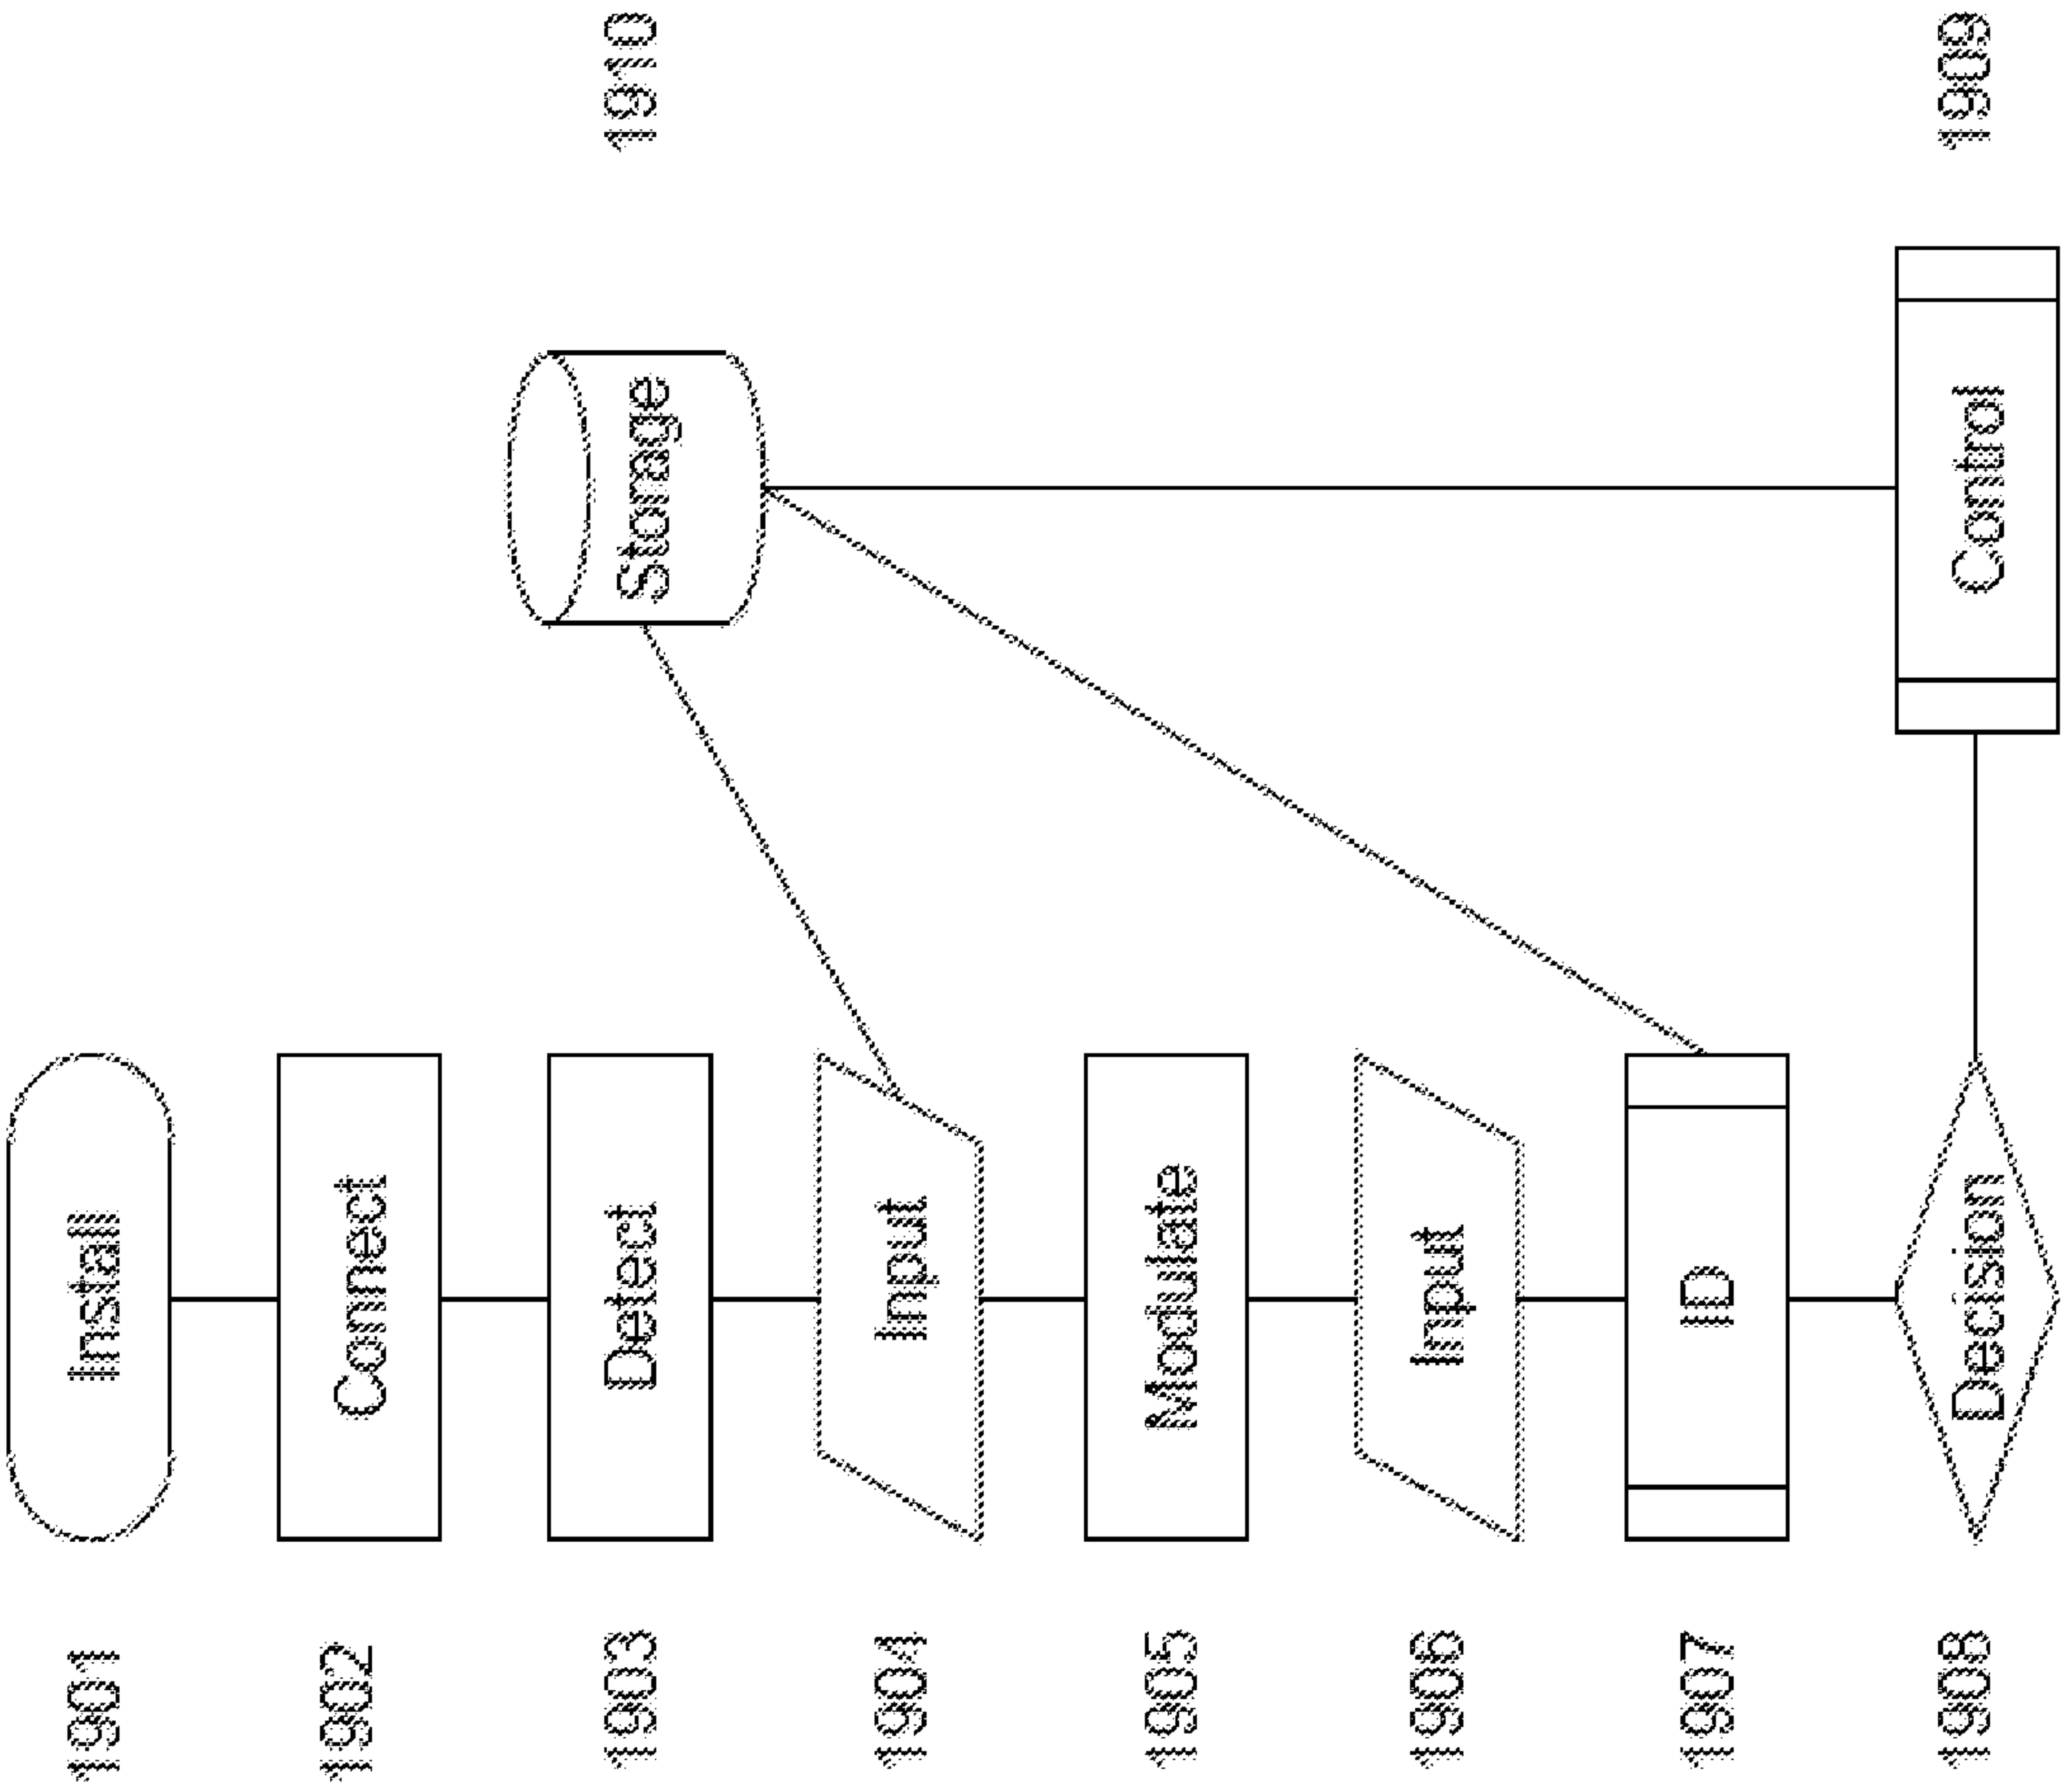 1901
Install
1902
Connect
1903
Detect
Storage
1910
1904
Input
1905
Modulate
1906
Input
1907
ID
1908
Decision
Control
1909